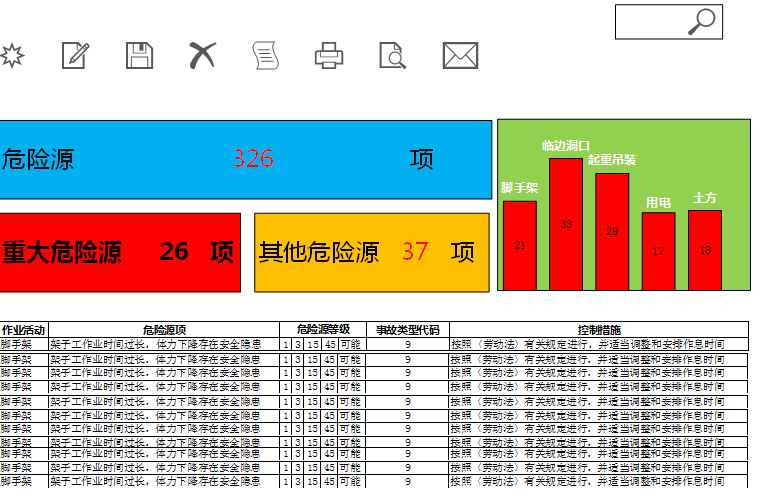 危险源 326 项
重大危险源 26 项
其他危险源 37 项
临边洞口
起重吊装
脚手架
用电
土方
21
33
29
17
18
作业活动 危险源项 危险源等级 事故类型代码 控制措施
脚手架 架子工作业时间过长，体力下降存在安全隐患 1 3 15 45 可能 9 按照《劳动法》有关规定进行，并适当调整和安排作息时间
脚手架 架子工作业时间过长，体力下降存在安全隐患 1 3 15 45 可能 9 按照《劳动法》有关规定进行，并适当调整和安排作息时间
脚手架 架子工作业时间过长，体力下降存在安全隐患 1 3 15 45 可能 9 按照《劳动法》有关规定进行，并适当调整和安排作息时间
脚手架 架子工作业时间过长，体力下降存在安全隐患 1 3 15 45 可能 9 按照《劳动法》有关规定进行，并适当调整和安排作息时间
脚手架 架子工作业时间过长，体力下降存在安全隐患 1 3 15 45 可能 9 按照《劳动法》有关规定进行，并适当调整和安排作息时间
脚手架 架子工作业时间过长，体力下降存在安全隐患 1 3 15 45 可能 9 按照《劳动法》有关规定进行，并适当调整和安排作息时间
脚手架 架子工作业时间过长，体力下降存在安全隐患 1 3 15 45 可能 9 按照《劳动法》有关规定进行，并适当调整和安排作息时间
脚手架 架子工作业时间过长，体力下降存在安全隐患 1 3 15 45 可能 9 按照《劳动法》有关规定进行，并适当调整和安排作息时间
脚手架 架子工作业时间过长，体力下降存在安全隐患 1 3 15 45 可能 9 按照《劳动法》有关规定进行，并适当调整和安排作息时间
脚手架 架子工作业时间过长，体力下降存在安全隐患 1 3 15 45 可能 9 按照《劳动法》有关规定进行，并适当调整和安排作息时间
脚手架 架子工作业时间过长，体力下降存在安全隐患 1 3 15 45 可能 9 按照《劳动法》有关规定进行，并适当调整和安排作息时间